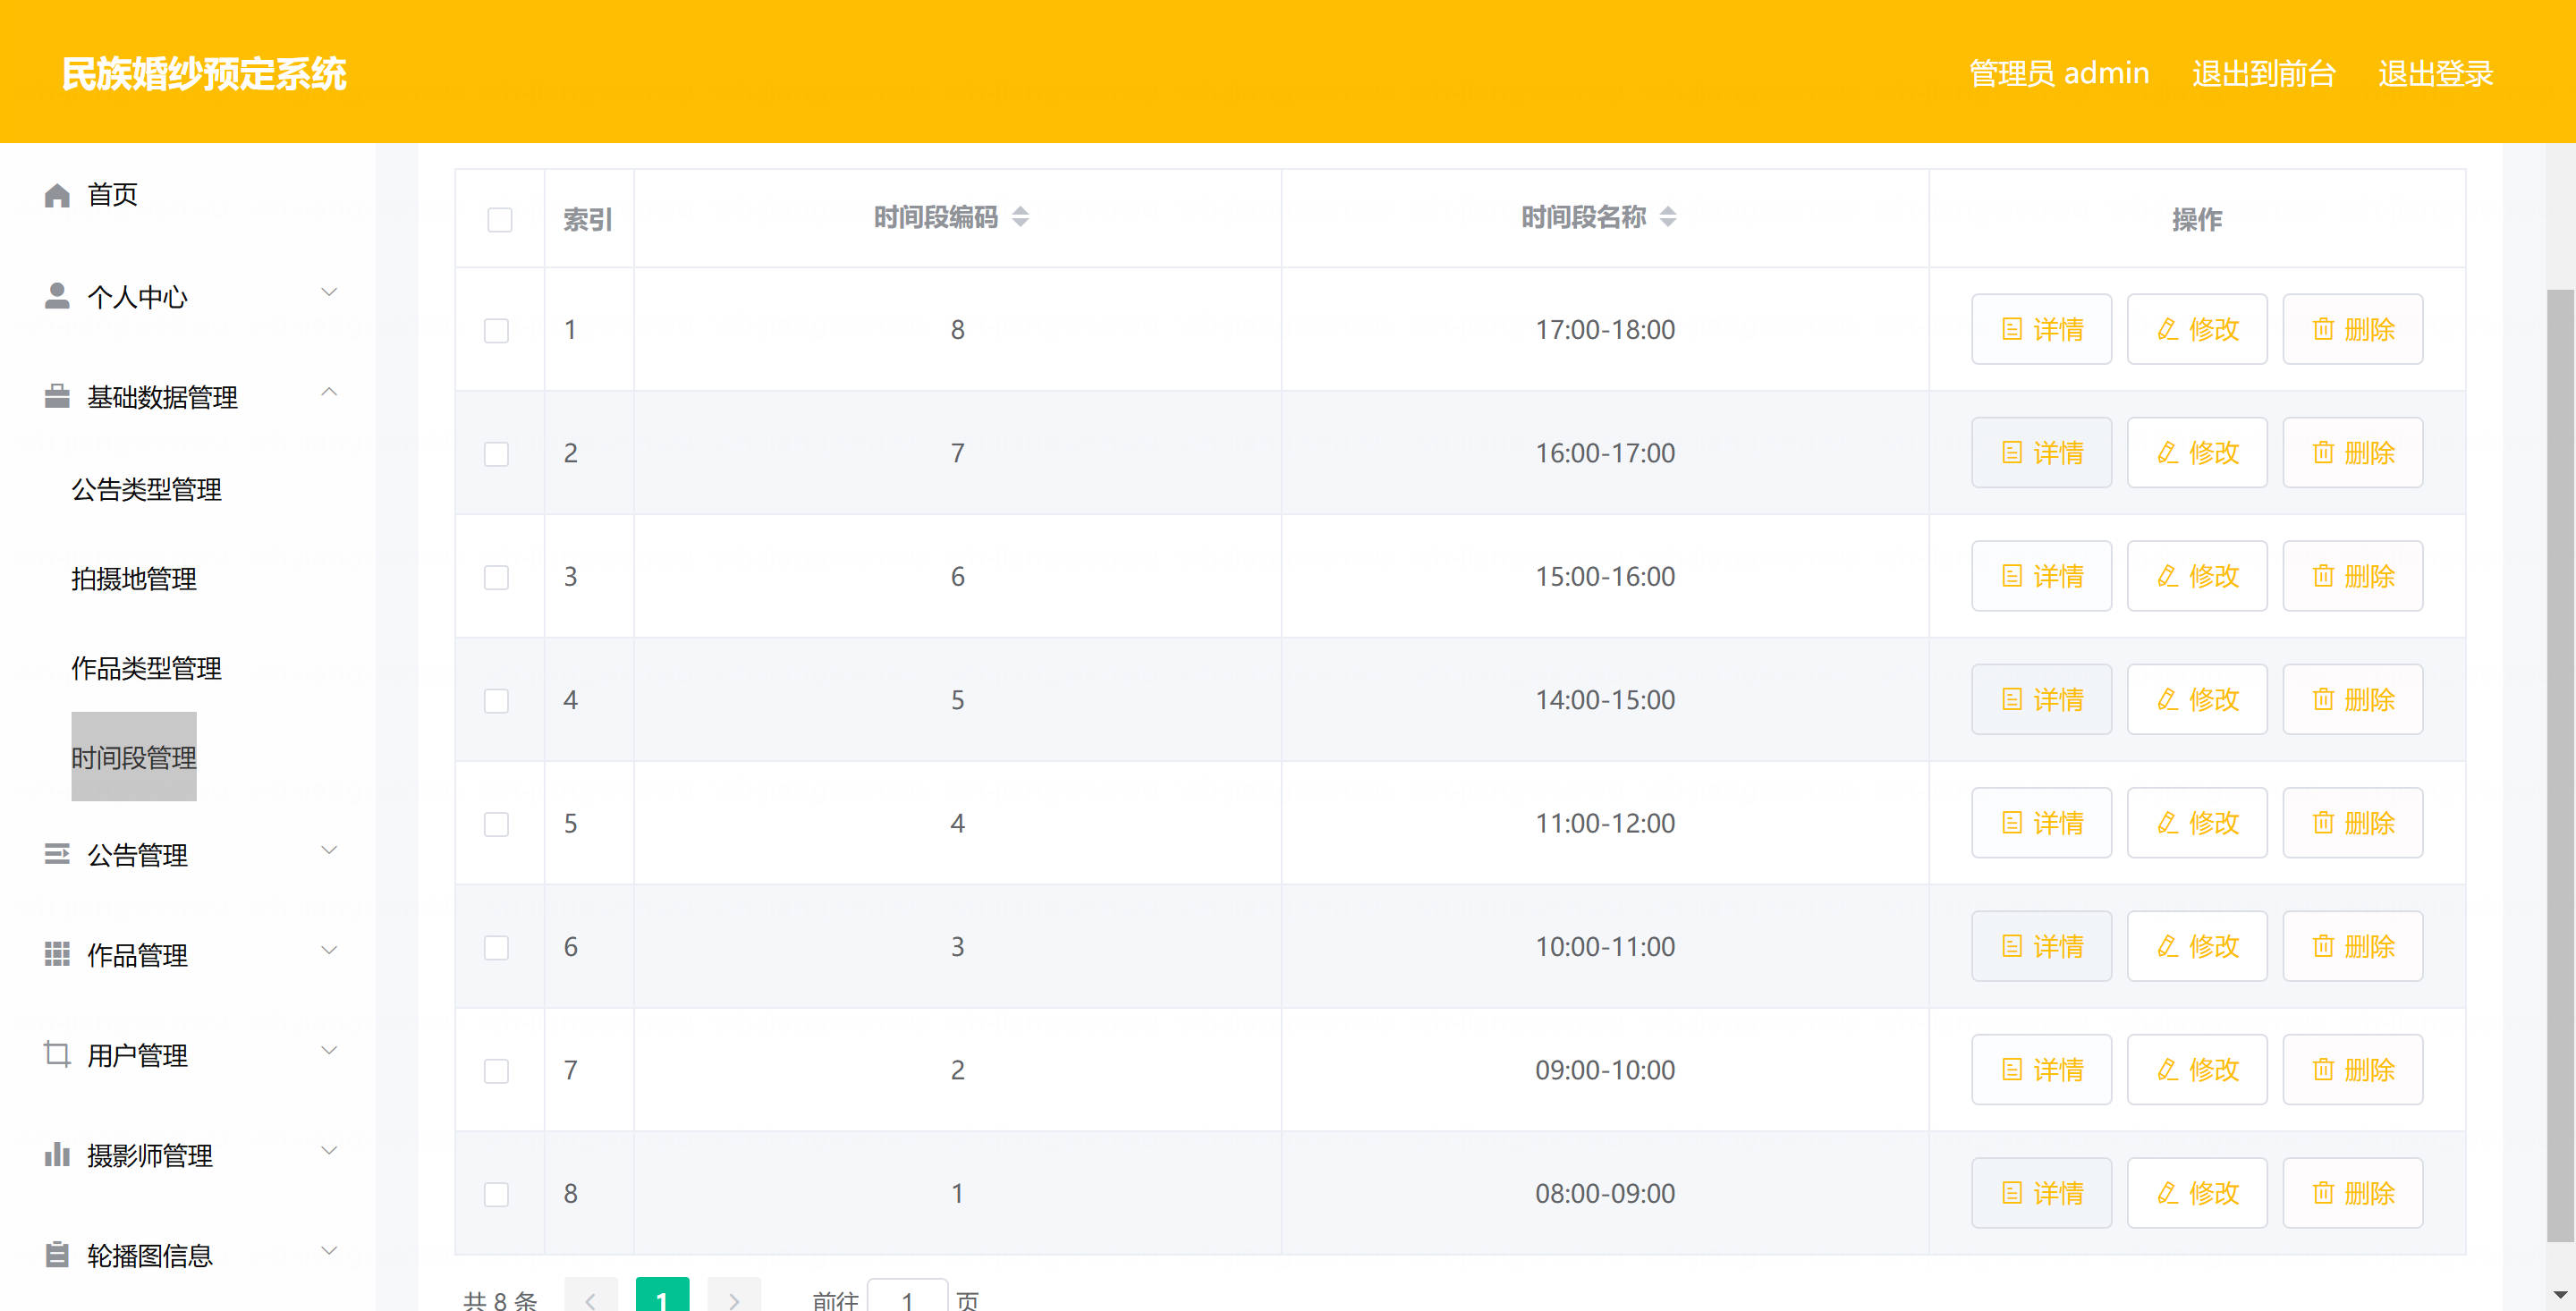 民族婚纱预定系统
管理员 admin 退出到前台 退出登录
首页
个人中心
基础数据管理
公告类型管理
拍摄地管理
作品类型管理
时间段管理
公告管理
作品管理
用户管理
摄影师管理
轮播图信息
索引 时间段编码 时间段名称 操作
1 8 17:00-18:00 详情 修改 删除
2 7 16:00-17:00 详情 修改 删除
3 6 15:00-16:00 详情 修改 删除
4 5 14:00-15:00 详情 修改 删除
5 4 11:00-12:00 详情 修改 删除
6 3 10:00-11:00 详情 修改 删除
7 2 09:00-10:00 详情 修改 删除
8 1 08:00-09:00 详情 修改 删除
共 8 条 1 前往 1 页